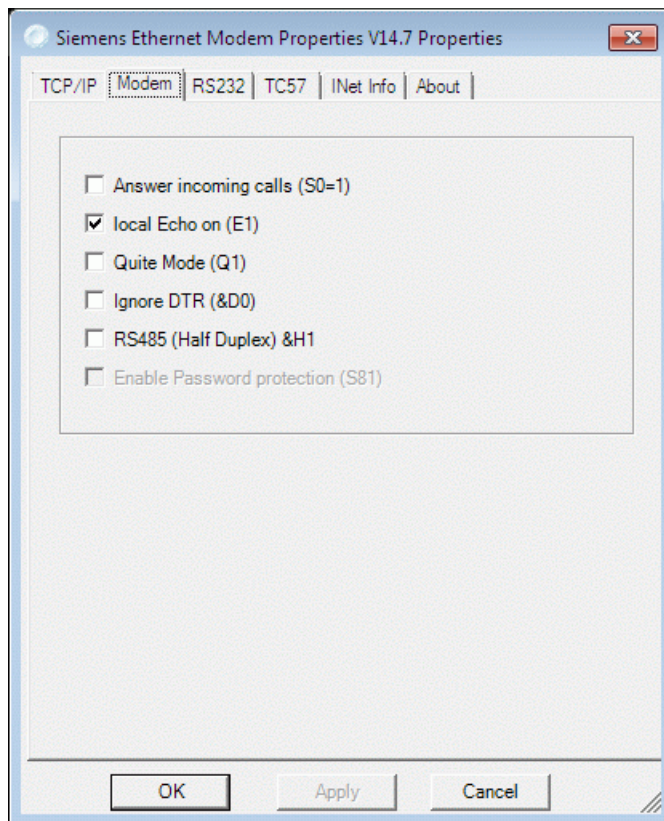 Siemens Ethernet Modem Properties V14.7 Properties
TCP/IP Modem RS232 TC57 INet Info About
Answer incoming calls (S0=1)
local Echo on (E1)
Quite Mode (Q1)
Ignore DTR (&D0)
RS485 (Half Duplex) &H1
Enable Password protection (S81)
OK Apply Cancel